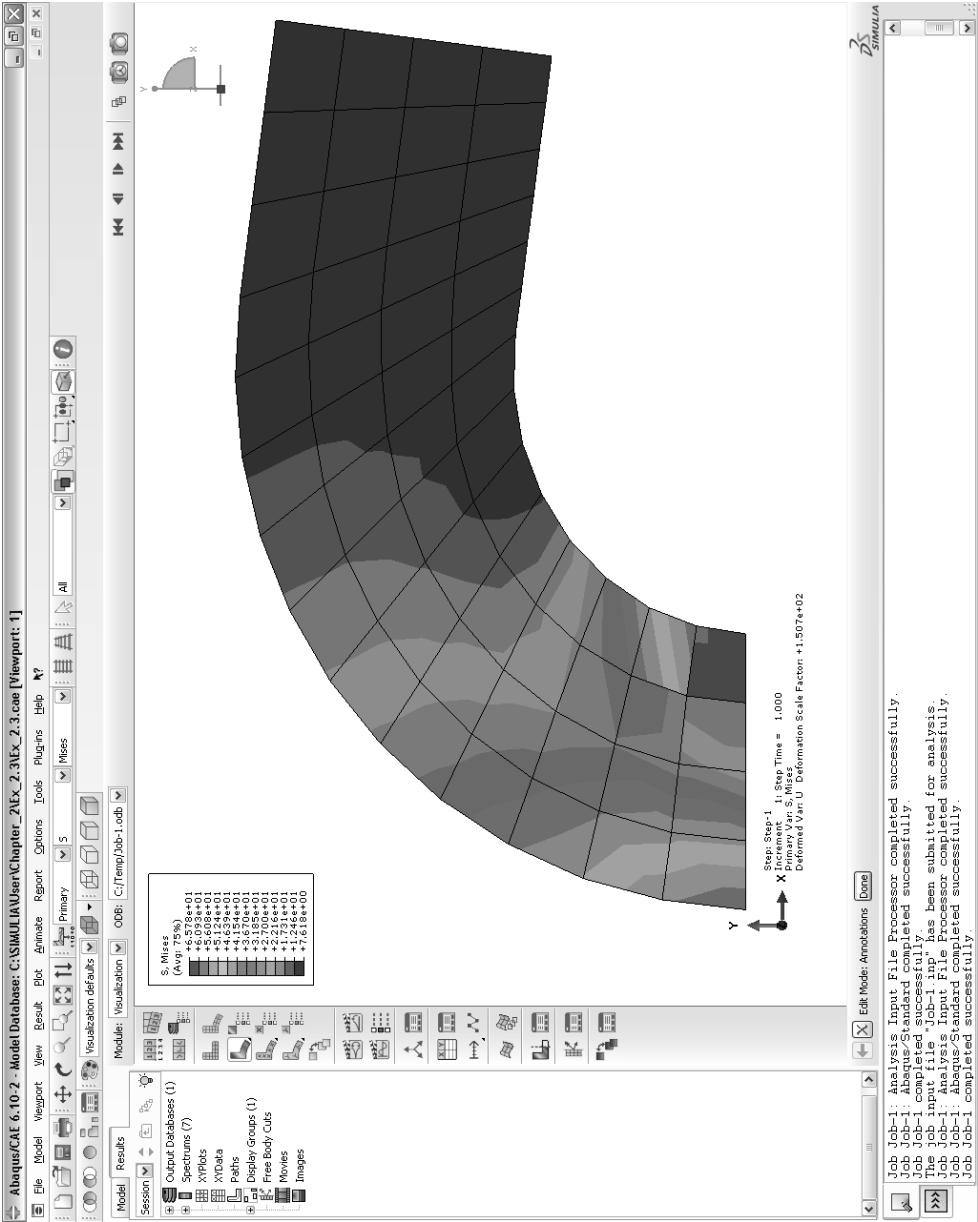 Abaqus/CAE 6.10-2 - Model Database: C:\SIMULIA\User\Chapter_2\Ex_2.3\Ex_2.3.cae [Viewport: 1]
File Model Viewport View Result Plot Animate Report Options Tools Plug-ins Help
Primary S Mises All
Visualization defaults
Model Results
Module: Visualization ODB: C:/Temp/Job-1.odb
Session
Output Databases (1)
Spectrums (7)
XYPlots
XYData
Paths
Display Groups (1)
Free Body Cuts
Movies
Images
S, Mises
(Avg: 75%)
+6.578e+01
+6.093e+01
+5.608e+01
+5.124e+01
+4.639e+01
+4.154e+01
+3.670e+01
+3.185e+01
+2.700e+01
+2.216e+01
+1.731e+01
+1.246e+01
+7.618e+00
Y
X
Y
X
Step: Step-1
Increment 1: Step Time = 1.000
Primary Var: S, Mises
Deformed Var: U Deformation Scale Factor: +1.507e+02
DS SIMULIA
Edit Mode: Annotations Done
Job Job-1: Analysis Input File Processor completed successfully.
Job Job-1: Abaqus/Standard completed successfully.
Job Job-1 completed successfully.
The job input file "Job-1.inp" has been submitted for analysis.
Job Job-1: Analysis Input File Processor completed successfully.
Job Job-1: Abaqus/Standard completed successfully.
Job Job-1 completed successfully.